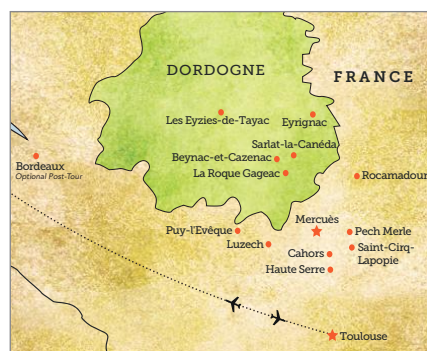 DORDOGNE
FRANCE
Les Eyzies-de-Tayac
Eyrignac
Sarlat-la-Canéda
Beynac-et-Cazenac
La Roque Gageac
Bordeaux
Optional Post-Tour
Rocamadour
Mercuès
Puy-l'Evêque
Pech Merle
Luzech
Saint-Cirq-
Lapopie
Cahors
Haute Serre
Toulouse